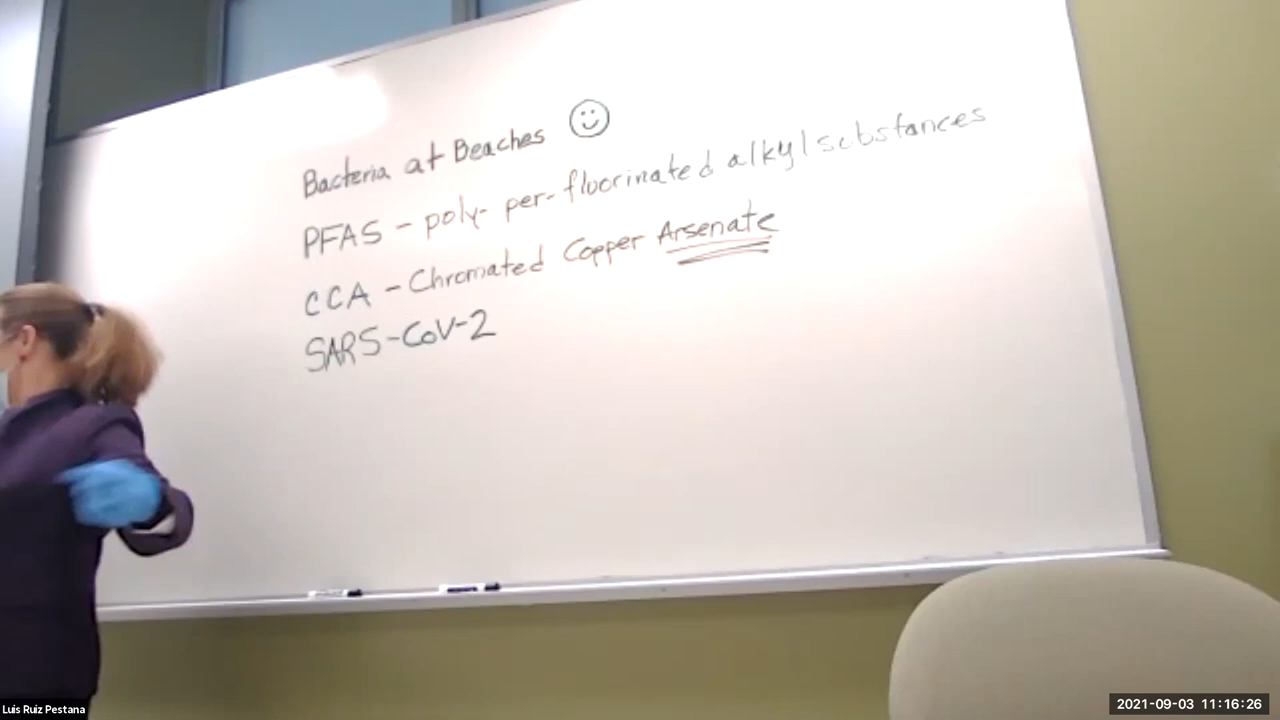 Bacteria at Beaches
PFAS - poly- per-fluorinated alkyl substances
CCA - Chromated Copper Arsenate
SARS-CoV-2
Luis Ruiz Pestana
2021-09-03 11:16:26